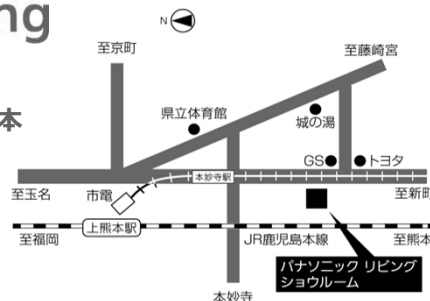 ng
N
至京町
至藤崎宮
本
県立体育館
城の湯
GS
トヨタ
本妙寺駅
至玉名
市電
至新町
上熊本駅
至福岡
JR鹿児島本線
至熊本
パナソニック リビング
ショウルーム
本妙寺